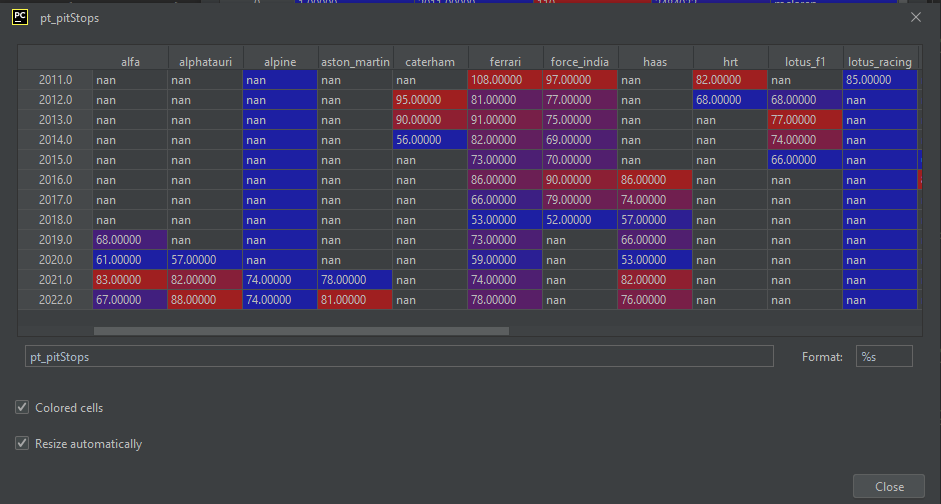 PC pt_pitStops
alfa alphatauri alpine aston_martin caterham ferrari force_india haas hrt lotus_f1 lotus_racing
2011.0 nan nan nan nan nan 108.00000 97.00000 nan 82.00000 nan 85.00000
2012.0 nan nan nan nan 95.00000 81.00000 77.00000 nan 68.00000 68.00000 nan
2013.0 nan nan nan nan 90.00000 91.00000 75.00000 nan nan 77.00000 nan
2014.0 nan nan nan nan 56.00000 82.00000 69.00000 nan nan 74.00000 nan
2015.0 nan nan nan nan nan 73.00000 70.00000 nan nan 66.00000 nan
2016.0 nan nan nan nan nan 86.00000 90.00000 86.00000 nan nan nan
2017.0 nan nan nan nan nan 66.00000 79.00000 74.00000 nan nan nan
2018.0 nan nan nan nan nan 53.00000 52.00000 57.00000 nan nan nan
2019.0 68.00000 nan nan nan nan 73.00000 nan 66.00000 nan nan nan
2020.0 61.00000 57.00000 nan nan nan 59.00000 nan 53.00000 nan nan nan
2021.0 83.00000 82.00000 74.00000 78.00000 nan 74.00000 nan 82.00000 nan nan nan
2022.0 67.00000 88.00000 74.00000 81.00000 nan 78.00000 nan 76.00000 nan nan nan
pt_pitStops Format: %s
Colored cells
Resize automatically
Close